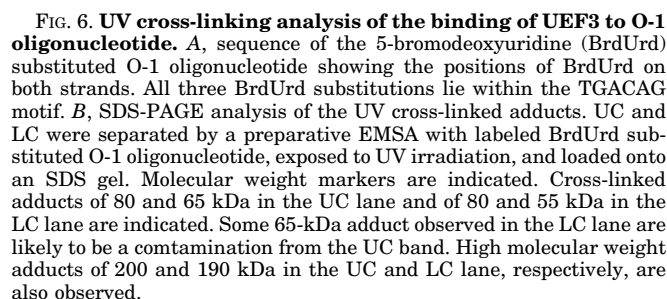 FIG. 6. UV cross-linking analysis of the binding of UEF3 to O-1
oligonucleotide. A, sequence of the 5-bromodeoxyuridine (BrdUrd)
substituted O-1 oligonucleotide showing the positions of BrdUrd on
both strands. All three BrdUrd substitutions lie within the TGACAG
motif. B, SDS-PAGE analysis of the UV cross-linked adducts. UC and
LC were separated by a preparative EMSA with labeled BrdUrd sub-
stituted O-1 oligonucleotide, exposed to UV irradiation, and loaded onto
an SDS gel. Molecular weight markers are indicated. Cross-linked
adducts of 80 and 65 kDa in the UC lane and of 80 and 55 kDa in the
LC lane are indicated. Some 65-kDa adduct observed in the LC lane are
likely to be a comtamination from the UC band. High molecular weight
adducts of 200 and 190 kDa in the UC and LC lane, respectively, are
also observed.